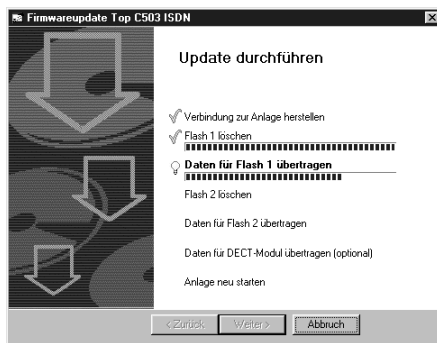 Firmwareupdate Top C503 ISDN
Update durchführen
Verbindung zur Anlage herstellen
Flash 1 löschen
Daten für Flash 1 übertragen
Flash 2 löschen
Daten für Flash 2 übertragen
Daten für DECT-Modul übertragen (optional)
Anlage neu starten
< Zurück Weiter > Abbruch